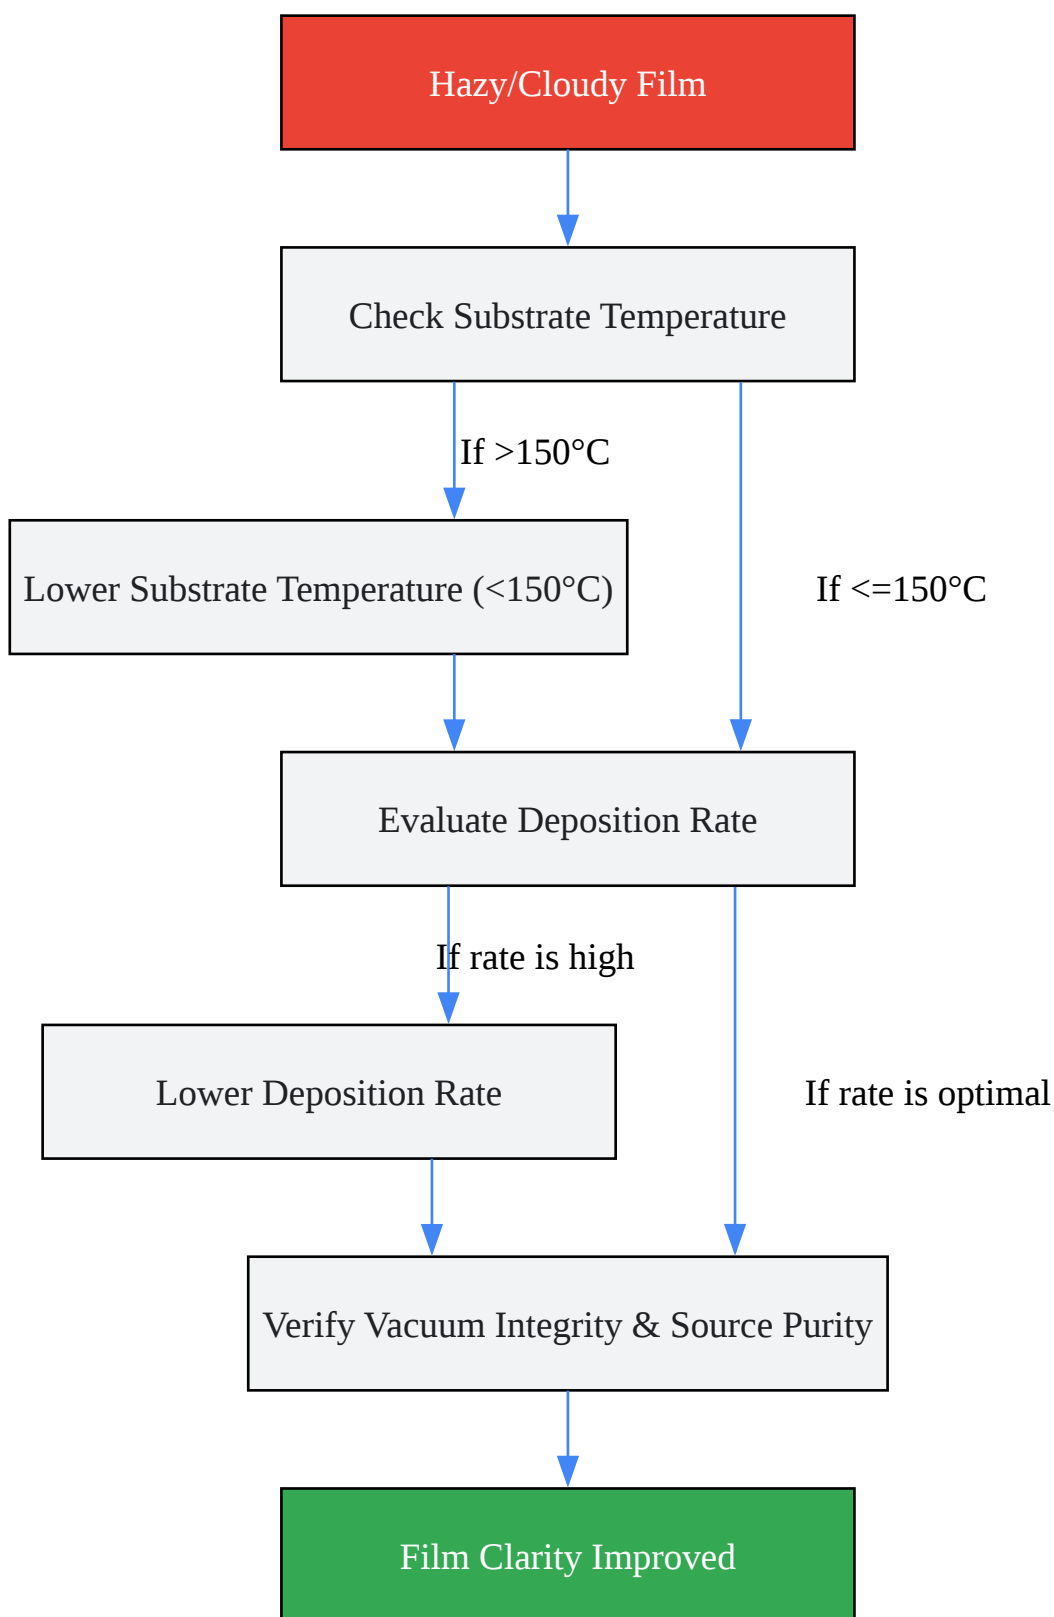 Hazy/Cloudy Film
Check Substrate Temperature
If >150°C
Lower Substrate Temperature (<150°C)
If <=150°C
Evaluate Deposition Rate
If rate is high
Lower Deposition Rate
If rate is optimal
Verify Vacuum Integrity & Source Purity
Film Clarity Improved